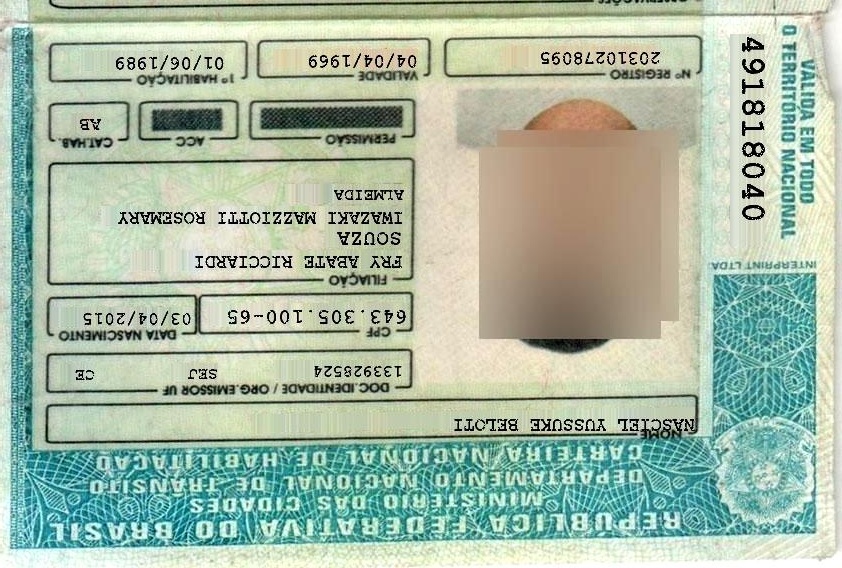 REPÚBLICA FEDERATIVA DO BRASIL
MINISTÉRIO DAS CIDADES
DEPARTAMENTO NACIONAL DE TRÂNSITO
CARTEIRA NACIONAL DE HABILITAÇÃO
NOME
NASCIEL YUSSUKE BELOTI
DOC.IDENTIDADE / ORG.EMISSOR UF
133928524 SEJ CE
CPF
643.305.100-65
DATA NASCIMENTO
03/04/2015
FILIAÇÃO
FRY ABATE RICCIARDI
SOUZA
IWAZAKI MAZZIOTTI ROSEMARY
ALMEIDA
PERMISSÃO
ACC
CAT.HAB.
AB
Nº REGISTRO
20310278095
VALIDADE
04/04/1969
1ª HABILITAÇÃO
01/06/1989
VÁLIDA EM TODO
O TERRITÓRIO NACIONAL
491818040
INTERPRINT LTDA
OBSERVAÇÕES